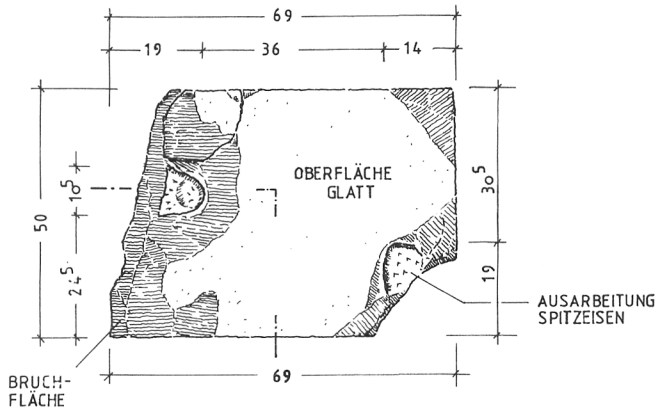 69
19 36 14
50
10⁵
24⁵
OBERFLÄCHE
GLATT
30⁵
19
AUSARBEITUNG
SPITZEISEN
BRUCH-
FLÄCHE
69